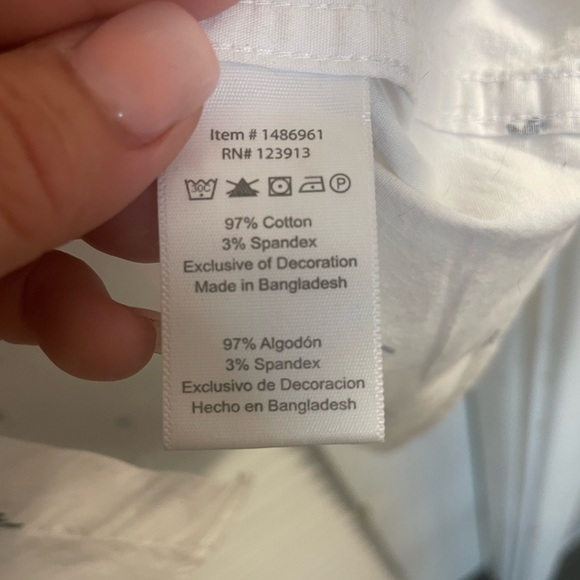 Item # 1486961
RN# 123913
30C P
97% Cotton
3% Spandex
Exclusive of Decoration
Made in Bangladesh
97% Algodón
3% Spandex
Exclusivo de Decoracion
Hecho en Bangladesh